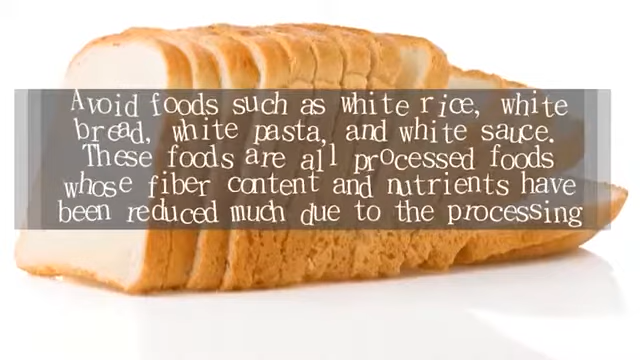 Avoid foods such as white rice, white
bread, white pasta, and white sauce.
These foods are all processed foods
whose fiber content and nutrients have
been reduced much due to the processing